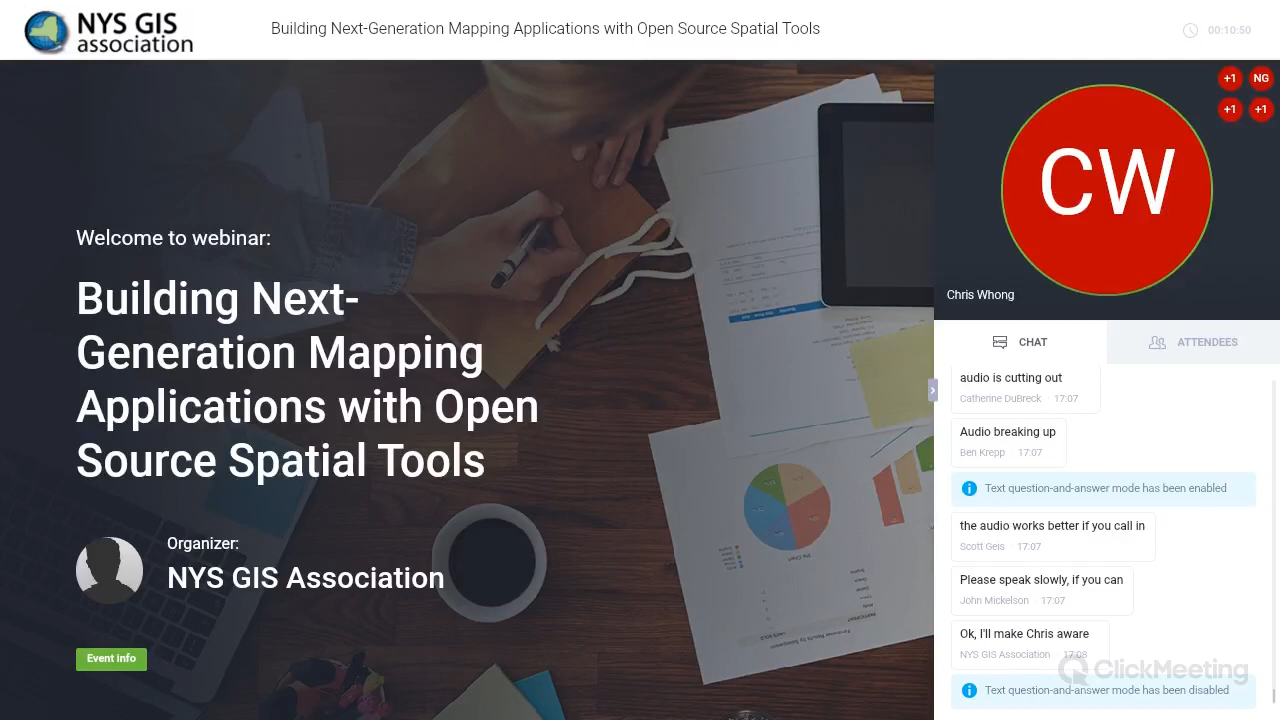 NYS GIS
association
Building Next-Generation Mapping Applications with Open Source Spatial Tools
00:10:50
Welcome to webinar:
Building Next-
Generation Mapping
Applications with Open
Source Spatial Tools
Organizer:
NYS GIS Association
Event info
+1
NG
+1
+1
CW
Chris Whong
CHAT
ATTENDEES
audio is cutting out
Catherine DuBreck · 17:07
Audio breaking up
Ben Krepp · 17:07
Text question-and-answer mode has been enabled
the audio works better if you call in
Scott Geis · 17:07
Please speak slowly, if you can
John Mickelson · 17:07
Ok, I'll make Chris aware
NYS GIS Association · 17:08
ClickMeeting
Text question-and-answer mode has been disabled